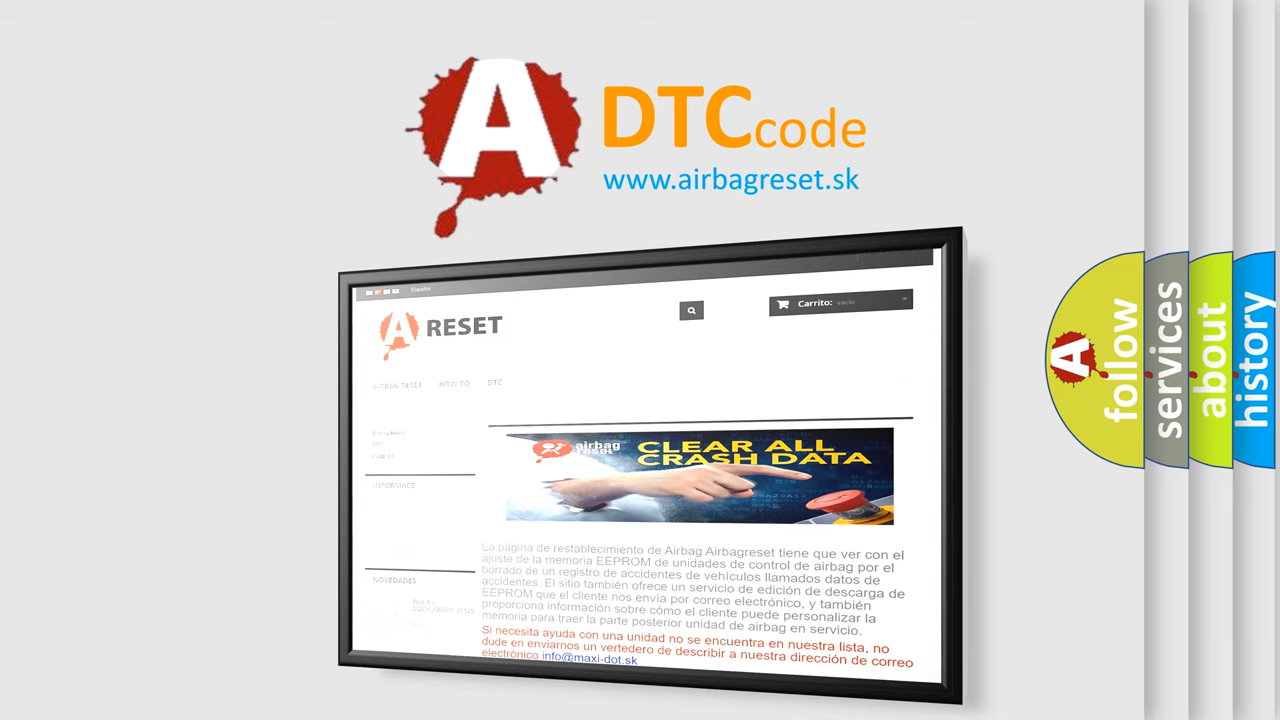 A DTC code
www.airbagreset.sk
Español
A RESET
Carrito: vacío
AIRBAG RESET HOW TO DTC
airbag reset
CLEAR ALL
CRASH DATA
INFORMACE
NOVEDADES
La página de restablecimiento de Airbag Airbagreset tiene que ver con el
ajuste de la memoria EEPROM de unidades de control de airbag por el
borrado de un registro de accidentes de vehículos llamados datos de
accidentes. El sitio también ofrece un servicio de edición de descarga de
EEPROM que el cliente nos envía por correo electrónico, y también
proporciona información sobre cómo el cliente puede personalizar la
memoria para traer la parte posterior unidad de airbag en servicio.
Si necesita ayuda con una unidad no se encuentra en nuestra lista, no
dude en enviarnos un vertedero de describir a nuestra dirección de correo
electrónico info@maxi-dot.sk
A
follow
services
about
history